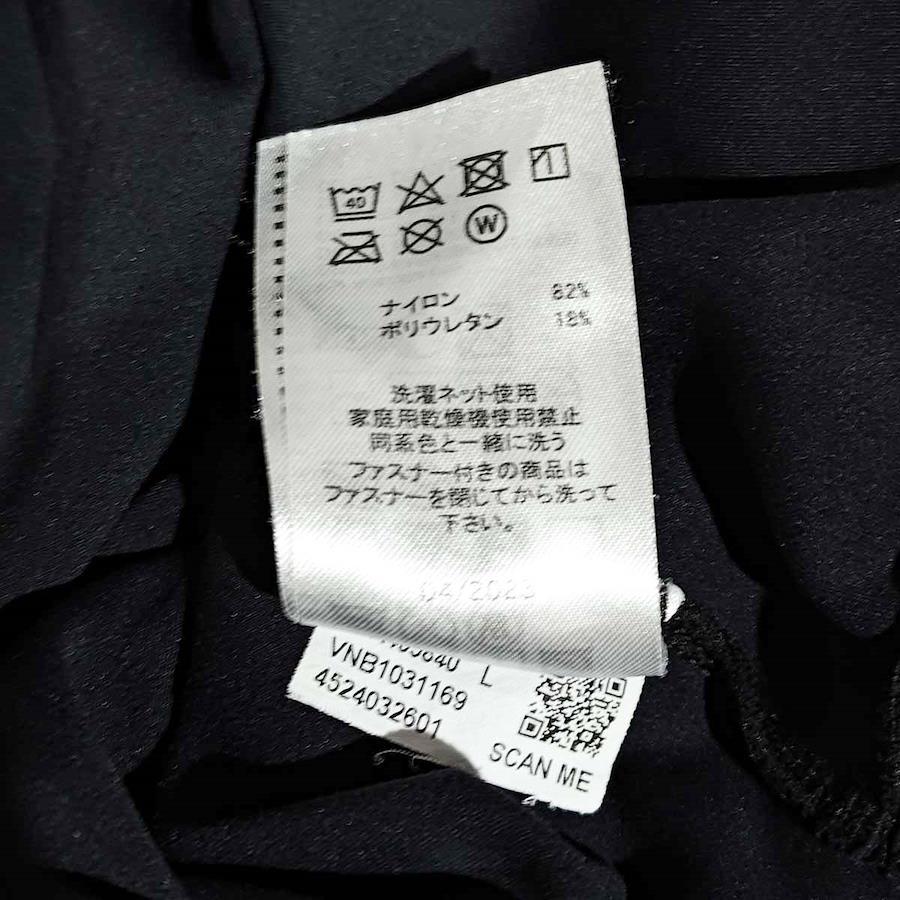 40
W
ナイロン 82%
ポリウレタン 18%
洗濯ネット使用
家庭用乾燥機使用禁止
同系色と一緒に洗う
ファスナー付きの商品は
ファスナーを閉じてから洗って
下さい。
04/2023
L
VNB1031169
4524032601
SCAN ME